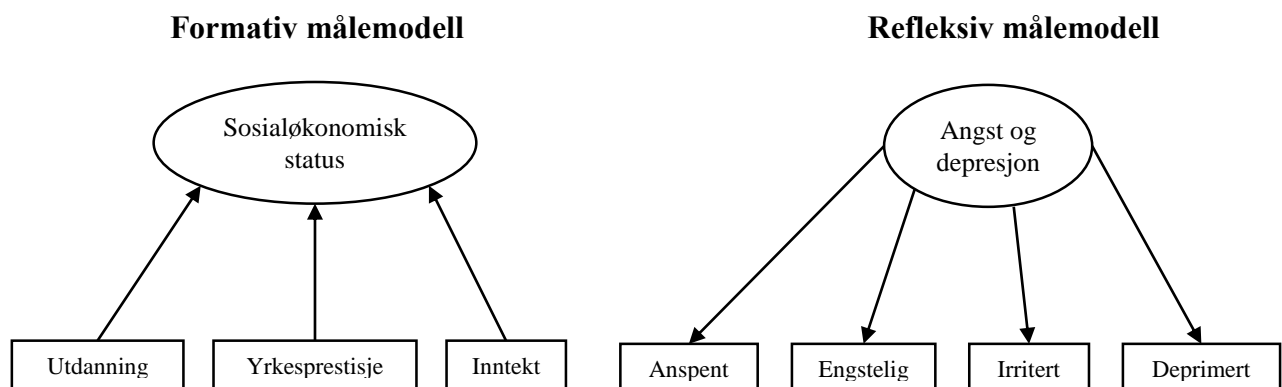 Formativ målemodell
Refleksiv målemodell
Sosialøkonomisk
status
Angst og
depresjon
Utdanning
Yrkesprestisje
Inntekt
Anspent
Engstelig
Irritert
Deprimert